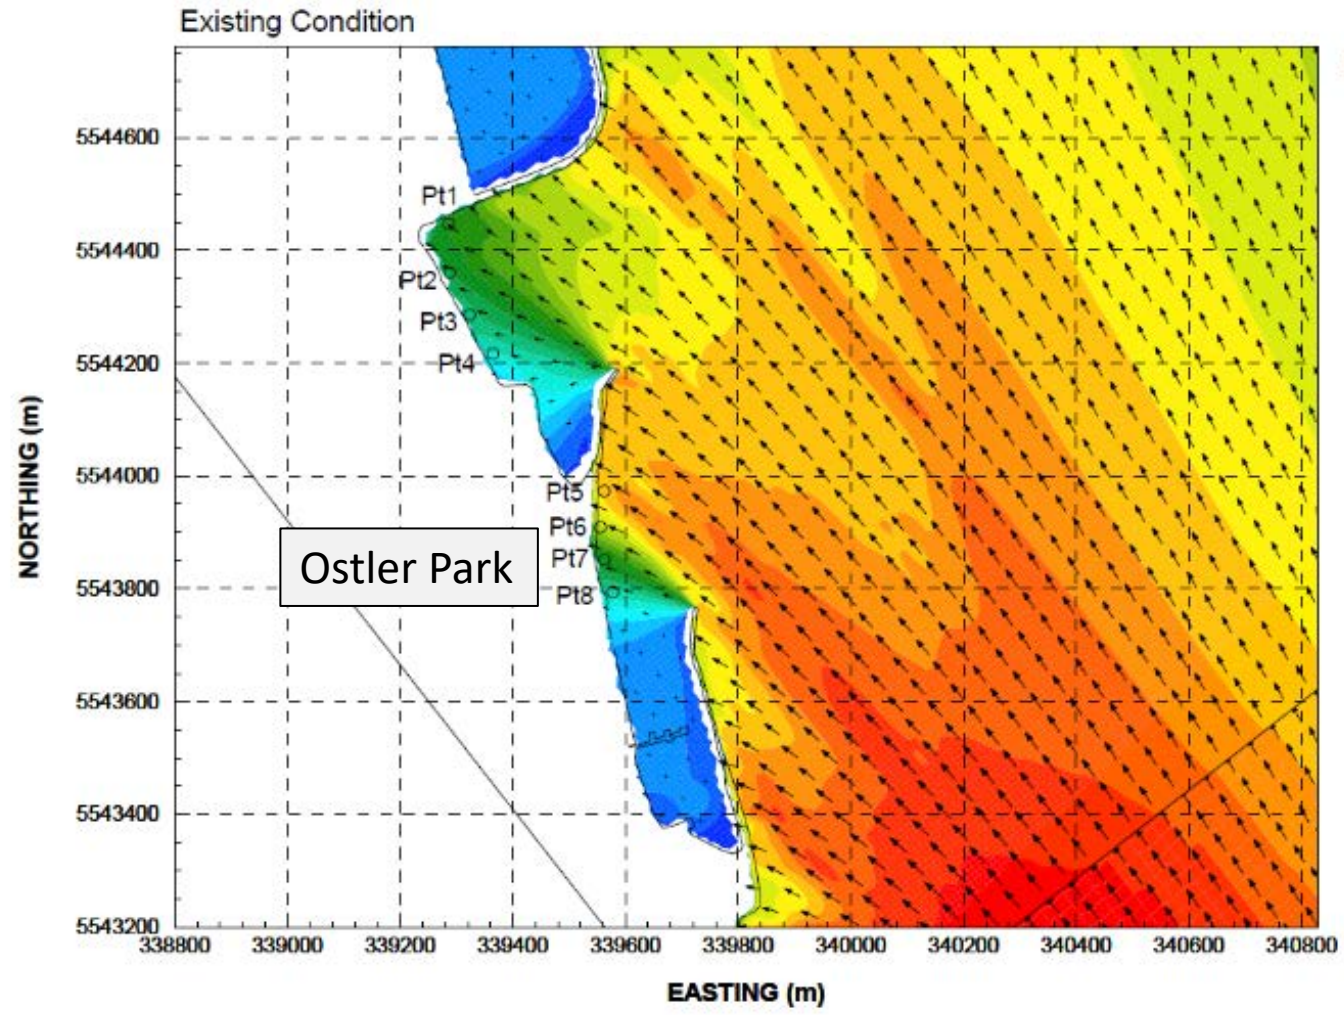 Existing Condition
5544600
Pt1
5544400
Pt2
Pt3
Pt4
5544200
NORTHING (m)
5544000
Pt5
Pt6
Ostler Park
Pt7
Pt8
5543800
5543600
5543400
5543200
338800 339000 339200 339400 339600 339800 340000 340200 340400 340600 340800
EASTING (m)